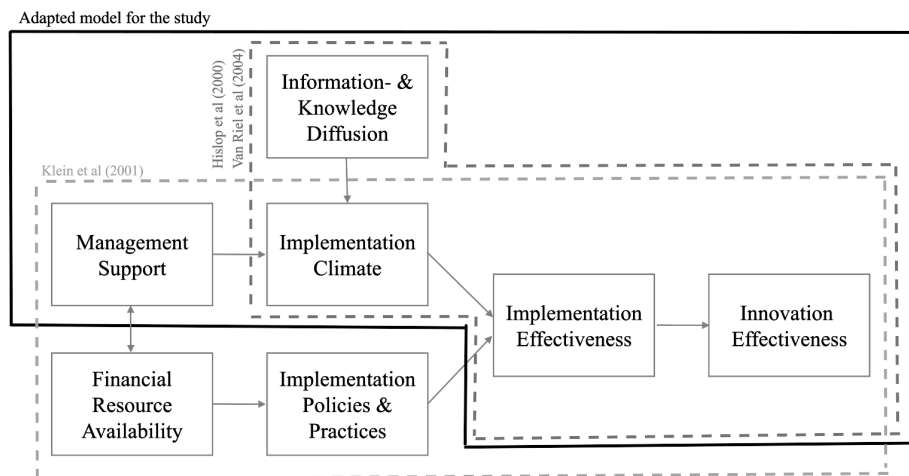 Adapted model for the study
Hislop et al (2000)
Van Riel et al (2004)
Information- &
Knowledge
Diffusion
Klein et al (2001)
Management
Support
Implementation
Climate
Implementation
Effectiveness
Innovation
Effectiveness
Financial
Resource
Availability
Implementation
Policies &
Practices